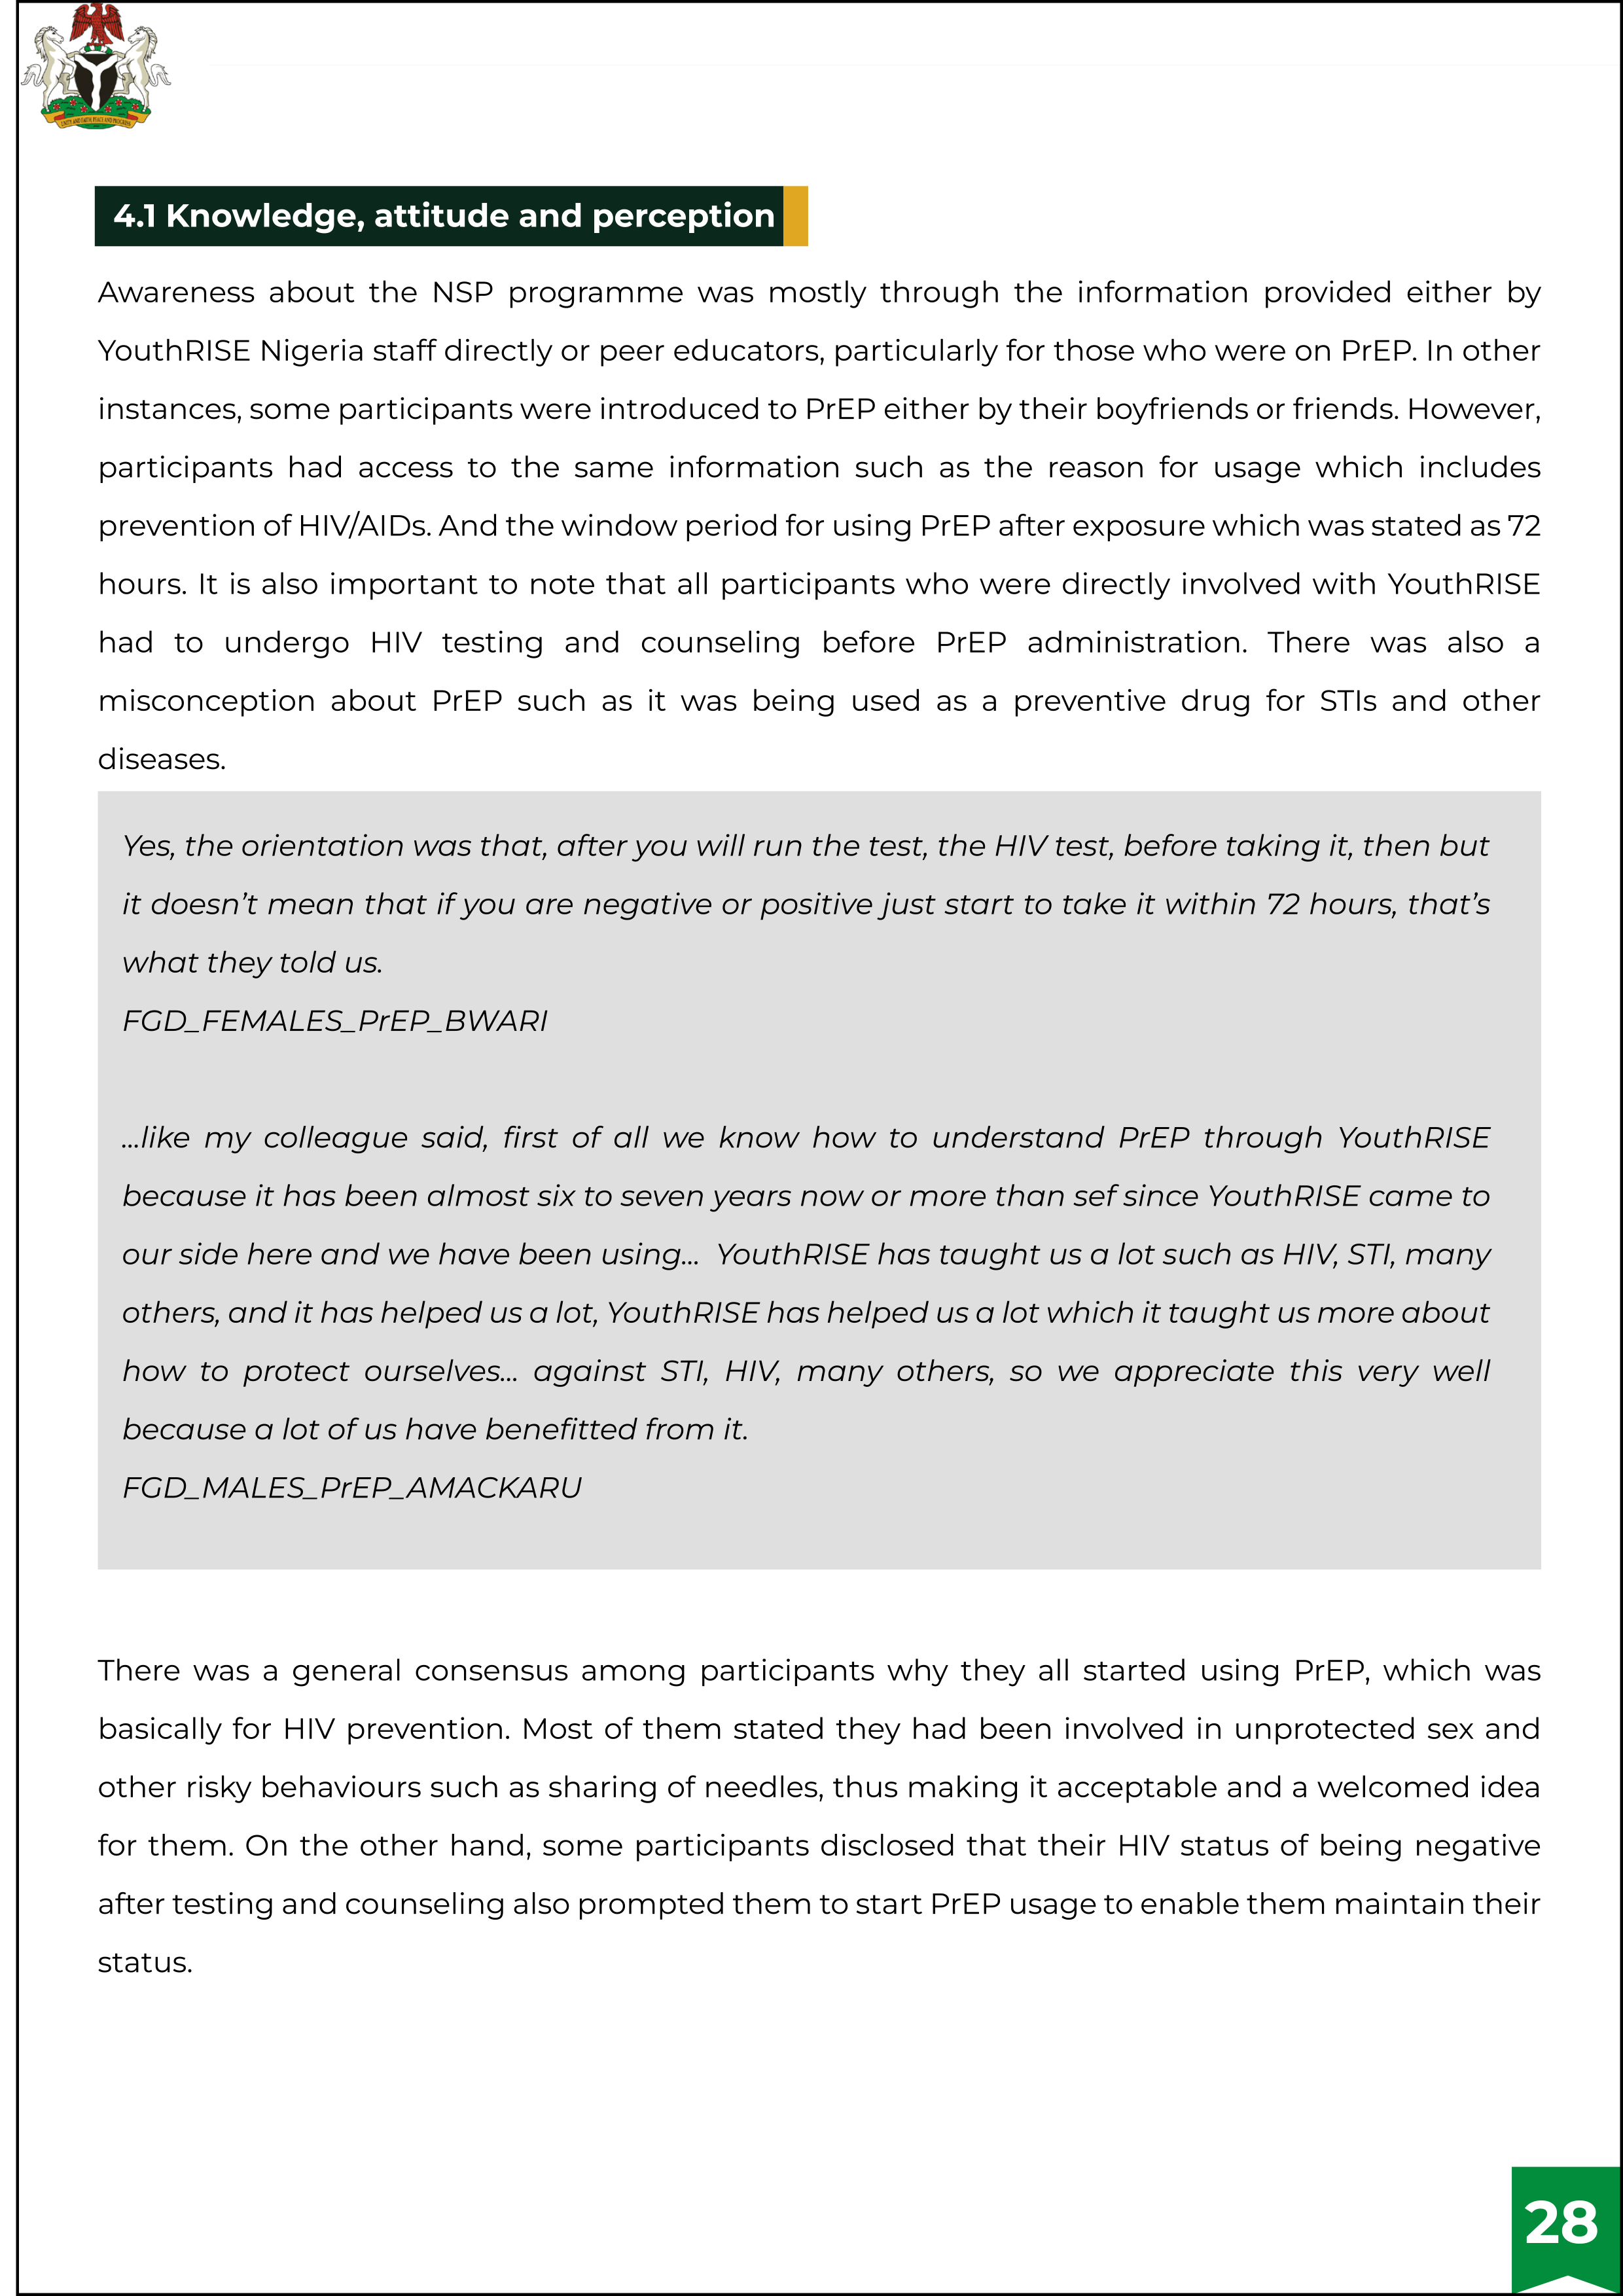 UNITY AND FAITH, PEACE AND PROGRESS
4.1 Knowledge, attitude and perception
Awareness about the NSP programme was mostly through the information provided either by
YouthRISE Nigeria staff directly or peer educators, particularly for those who were on PrEP. In other
instances, some participants were introduced to PrEP either by their boyfriends or friends. However,
participants had access to the same information such as the reason for usage which includes
prevention of HIV/AIDs. And the window period for using PrEP after exposure which was stated as 72
hours. It is also important to note that all participants who were directly involved with YouthRISE
had to undergo HIV testing and counseling before PrEP administration. There was also a
misconception about PrEP such as it was being used as a preventive drug for STIs and other
diseases.
Yes, the orientation was that, after you will run the test, the HIV test, before taking it, then but
it doesn’t mean that if you are negative or positive just start to take it within 72 hours, that’s
what they told us.
FGD_FEMALES_PrEP_BWARI
...like my colleague said, first of all we know how to understand PrEP through YouthRISE
because it has been almost six to seven years now or more than sef since YouthRISE came to
our side here and we have been using... YouthRISE has taught us a lot such as HIV, STI, many
others, and it has helped us a lot, YouthRISE has helped us a lot which it taught us more about
how to protect ourselves... against STI, HIV, many others, so we appreciate this very well
because a lot of us have benefitted from it.
FGD_MALES_PrEP_AMACKARU
There was a general consensus among participants why they all started using PrEP, which was
basically for HIV prevention. Most of them stated they had been involved in unprotected sex and
other risky behaviours such as sharing of needles, thus making it acceptable and a welcomed idea
for them. On the other hand, some participants disclosed that their HIV status of being negative
after testing and counseling also prompted them to start PrEP usage to enable them maintain their
status.
28